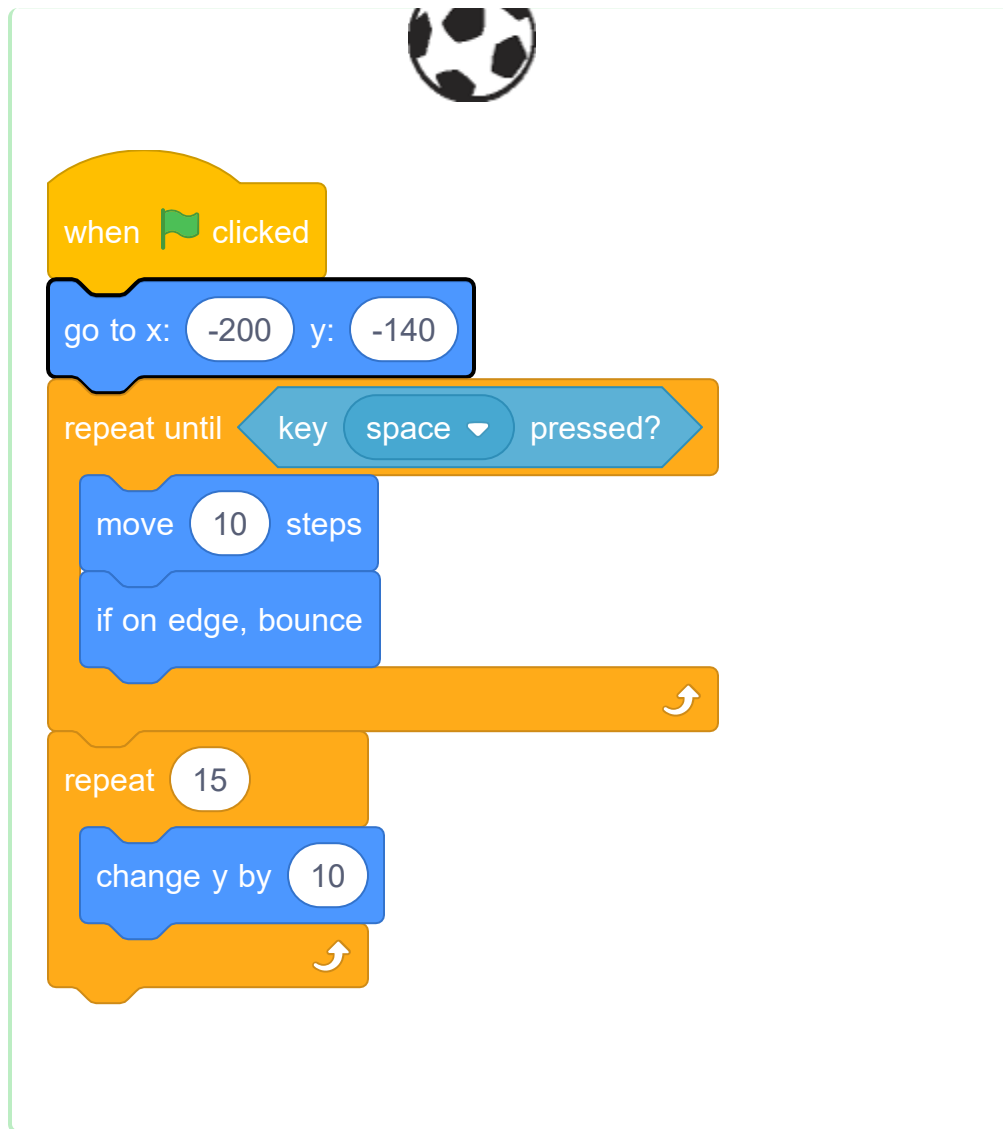 when clicked
go to x: -200 y: -140
repeat until key space pressed?
move 10 steps
if on edge, bounce
repeat 15
change y by 10